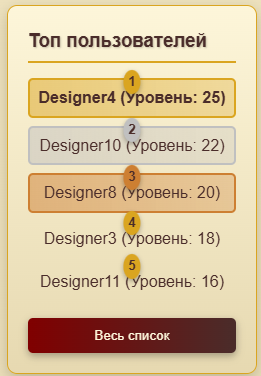 Топ пользователей
1
Designer4 (Уровень: 25)
2
Designer10 (Уровень: 22)
3
Designer8 (Уровень: 20)
4
Designer3 (Уровень: 18)
5
Designer11 (Уровень: 16)
Весь список